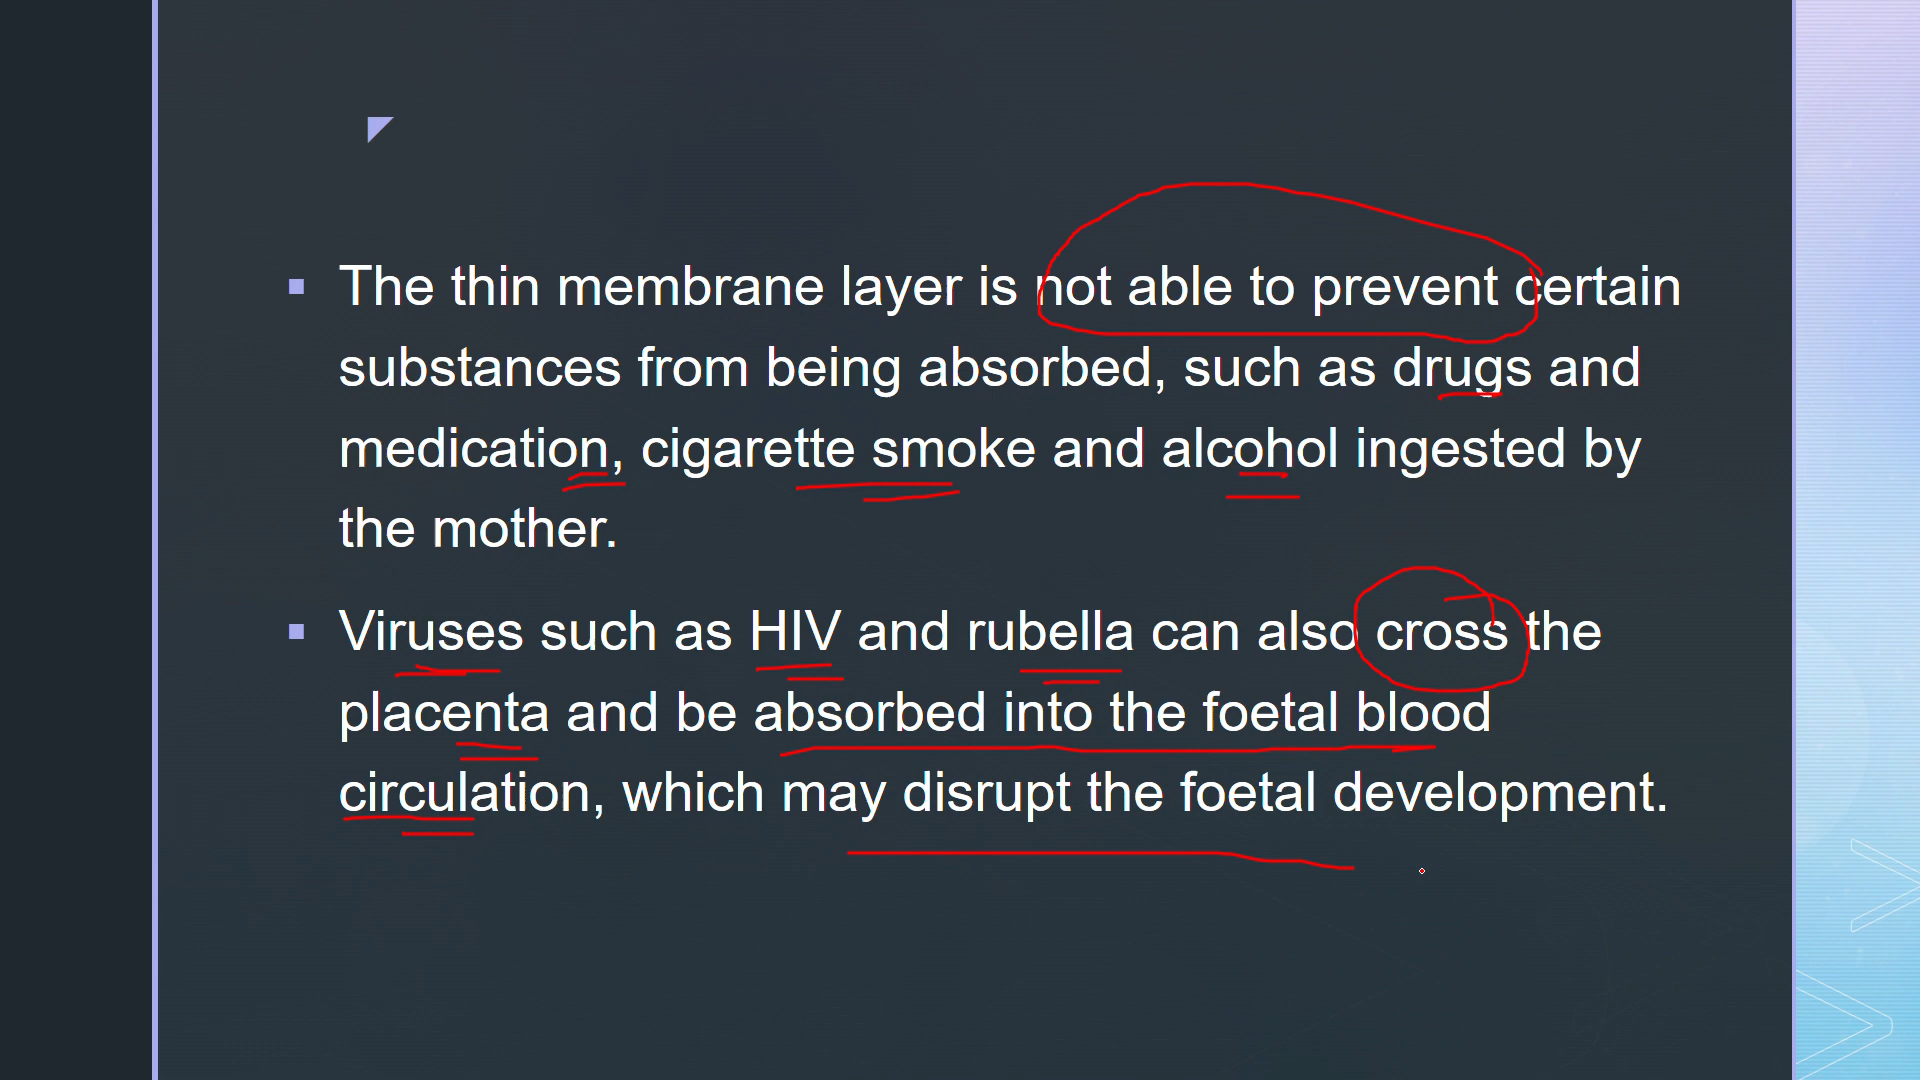 The thin membrane layer is not able to prevent certain
substances from being absorbed, such as drugs and
medication, cigarette smoke and alcohol ingested by
the mother.
Viruses such as HIV and rubella can also cross the
placenta and be absorbed into the foetal blood
circulation, which may disrupt the foetal development.